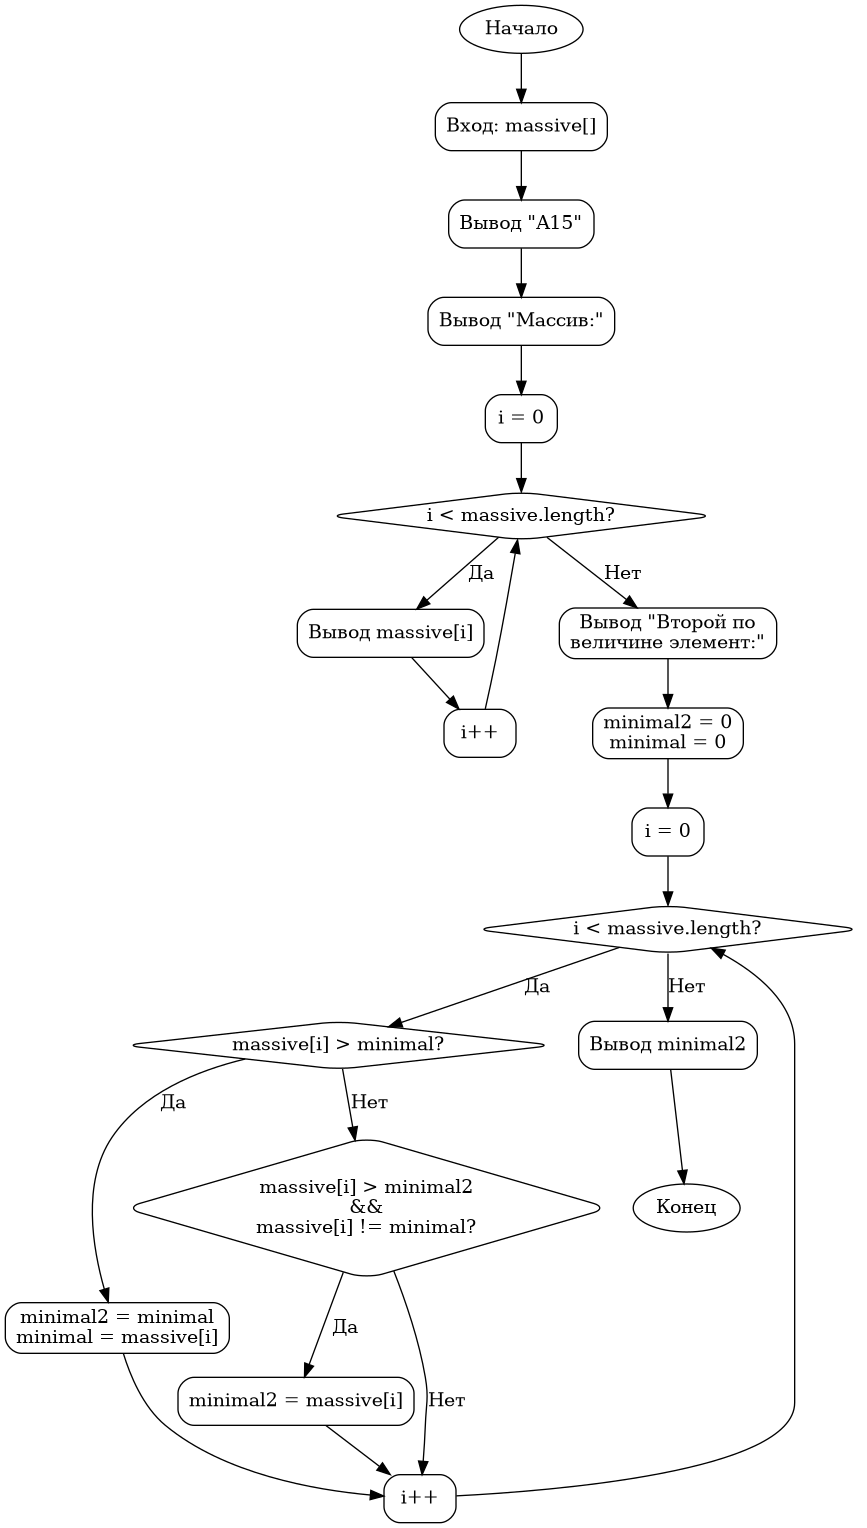 Начало
Вход: massive[]
Вывод "A15"
Вывод "Массив:"
i = 0
i < massive.length?
Да
Нет
Вывод massive[i]
Вывод "Второй по
величине элемент:"
i++
minimal2 = 0
minimal = 0
i = 0
i < massive.length?
Да
Нет
massive[i] > minimal?
Вывод minimal2
Да
Нет
massive[i] > minimal2
&&
massive[i] != minimal?
Конец
minimal2 = minimal
minimal = massive[i]
Да
minimal2 = massive[i]
Нет
i++